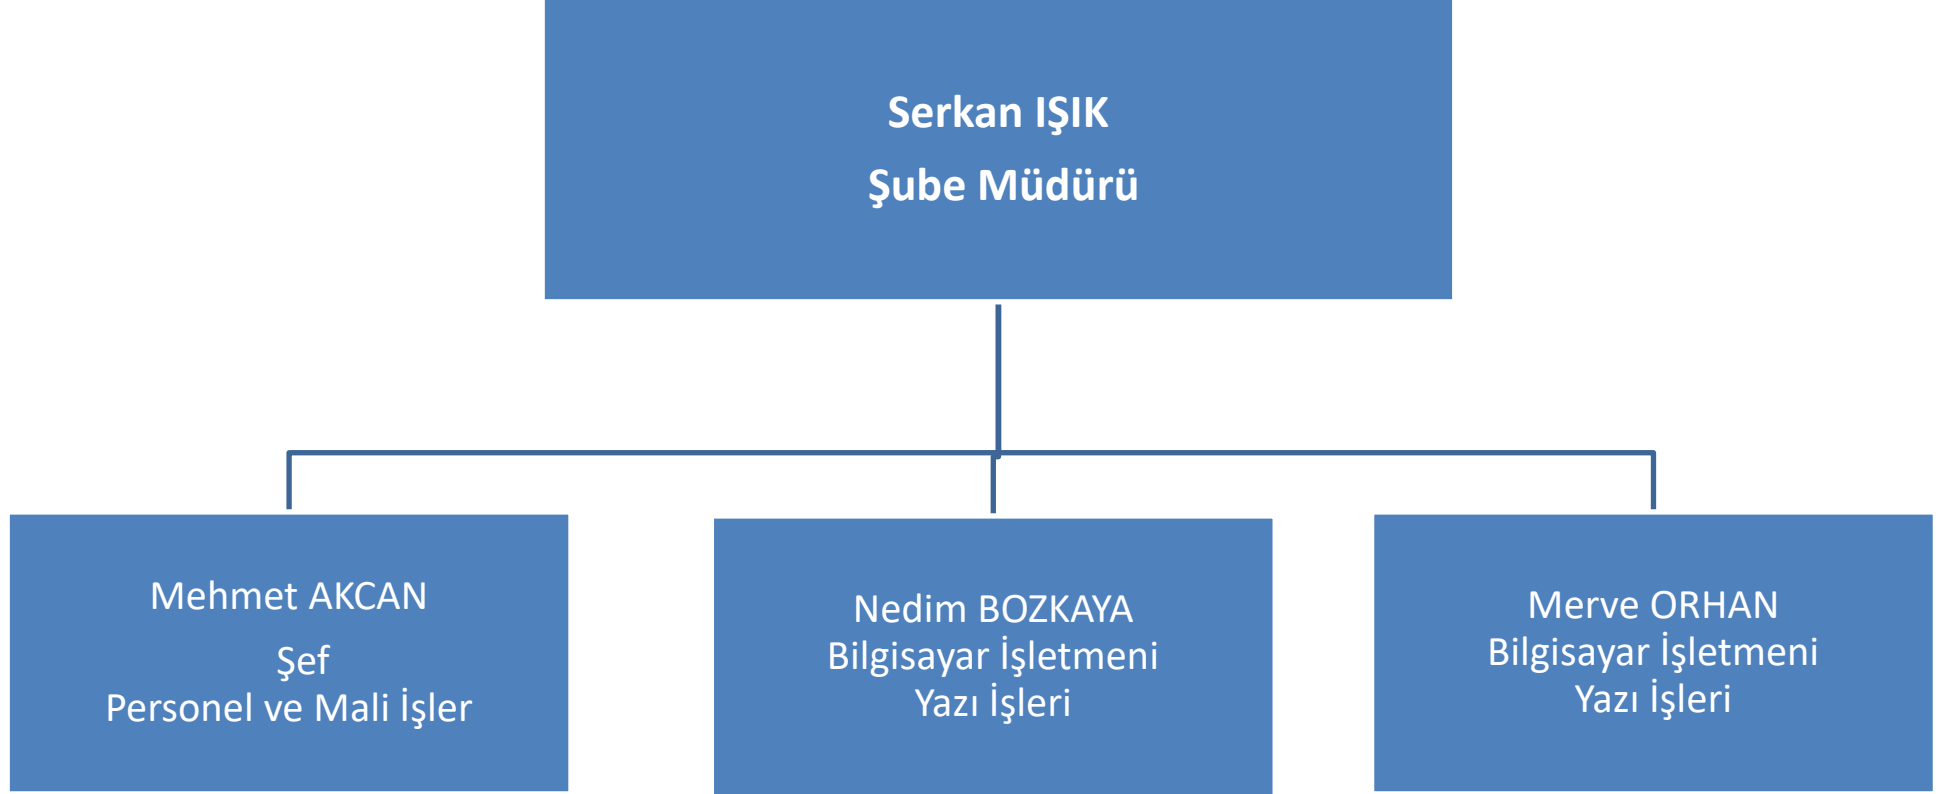 Serkan IŞIK
Şube Müdürü
Mehmet AKCAN
Şef
Personel ve Mali İşler
Nedim BOZKAYA
Bilgisayar İşletmeni
Yazı İşleri
Merve ORHAN
Bilgisayar İşletmeni
Yazı İşleri